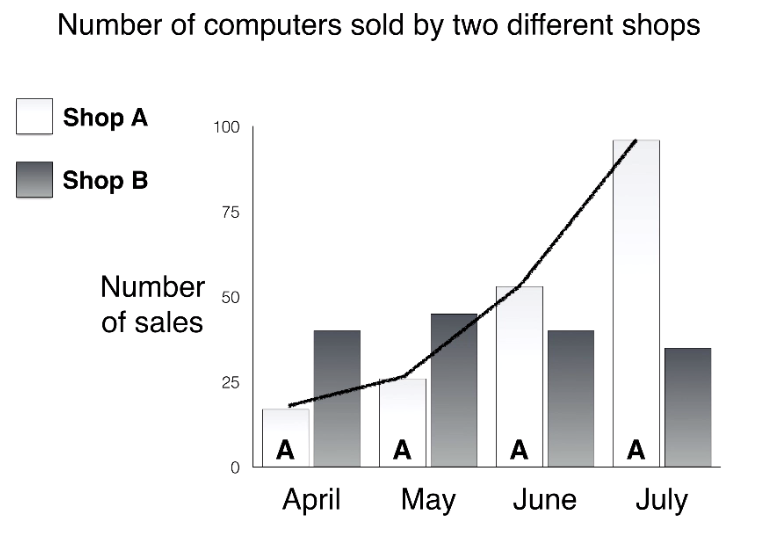 Number of computers sold by two different shops
Shop A
Shop B
Number
of sales
100
75
50
25
0
A
A
A
A
April
May
June
July